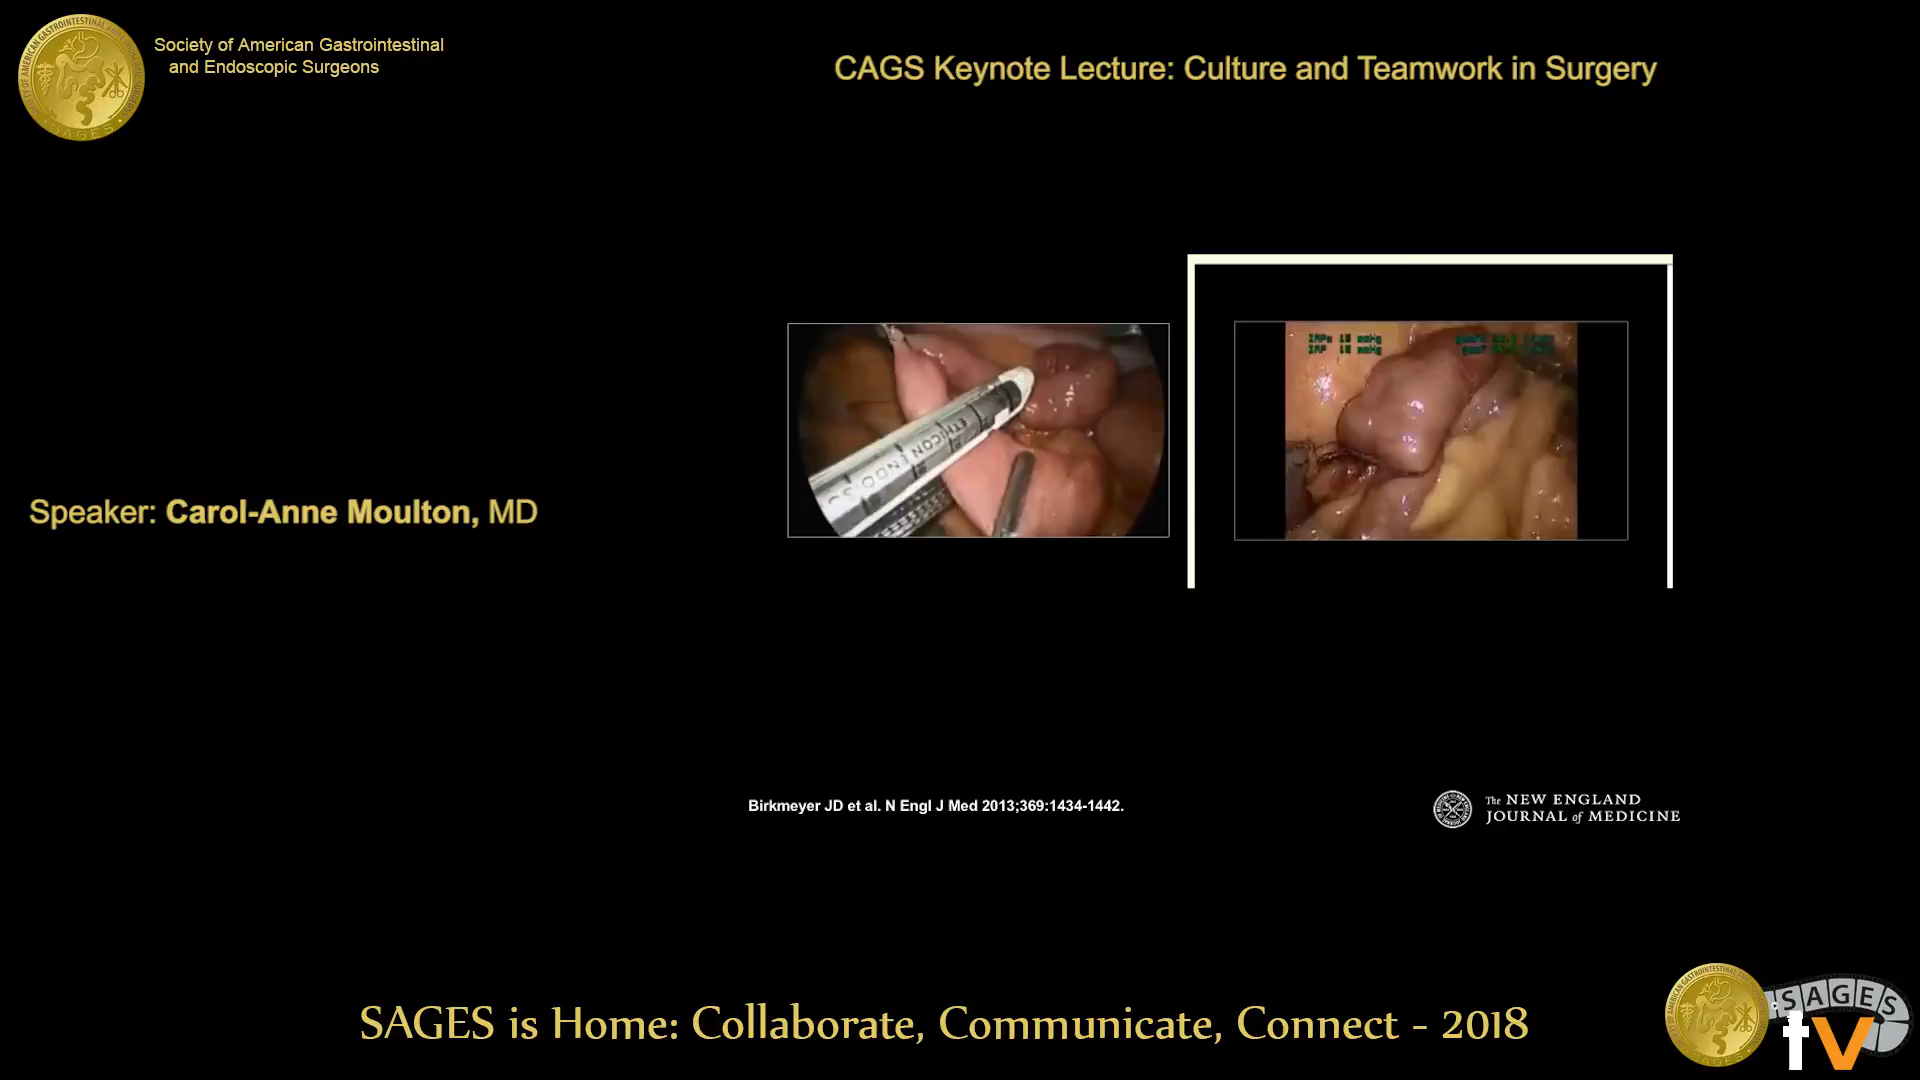 Society of American Gastrointestinal
and Endoscopic Surgeons
SAGES
CAGS Keynote Lecture: Culture and Teamwork in Surgery
ETHICON ENDO
Speaker: Carol-Anne Moulton, MD
Birkmeyer JD et al. N Engl J Med 2013;369:1434-1442.
The NEW ENGLAND
JOURNAL of MEDICINE
SAGES is Home: Collaborate, Communicate, Connect - 2018
SAGES
tv